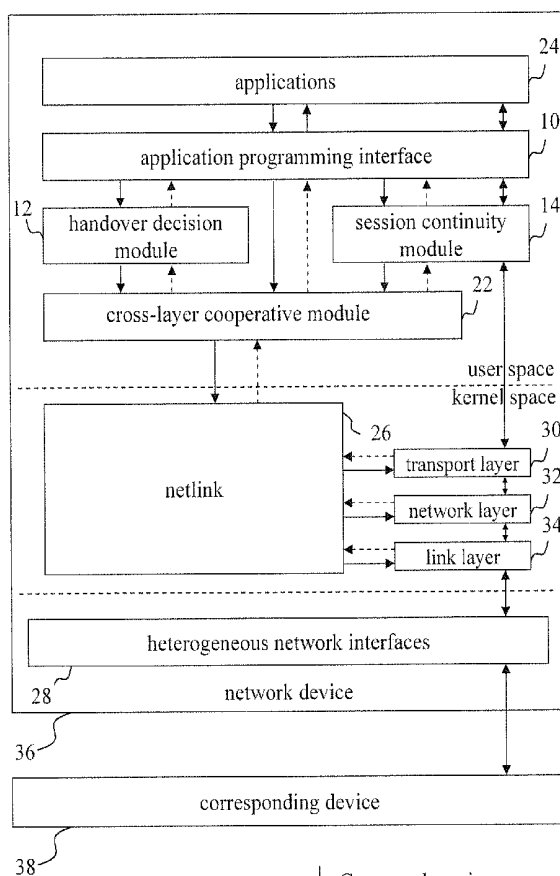 24
applications
10
application programming interface
12
handover decision
module
session continuity
module
14
22
cross-layer cooperative module
user space
kernel space
26
netlink
30
transport layer
32
network layer
34
link layer
heterogeneous network interfaces
28
network device
36
corresponding device
38